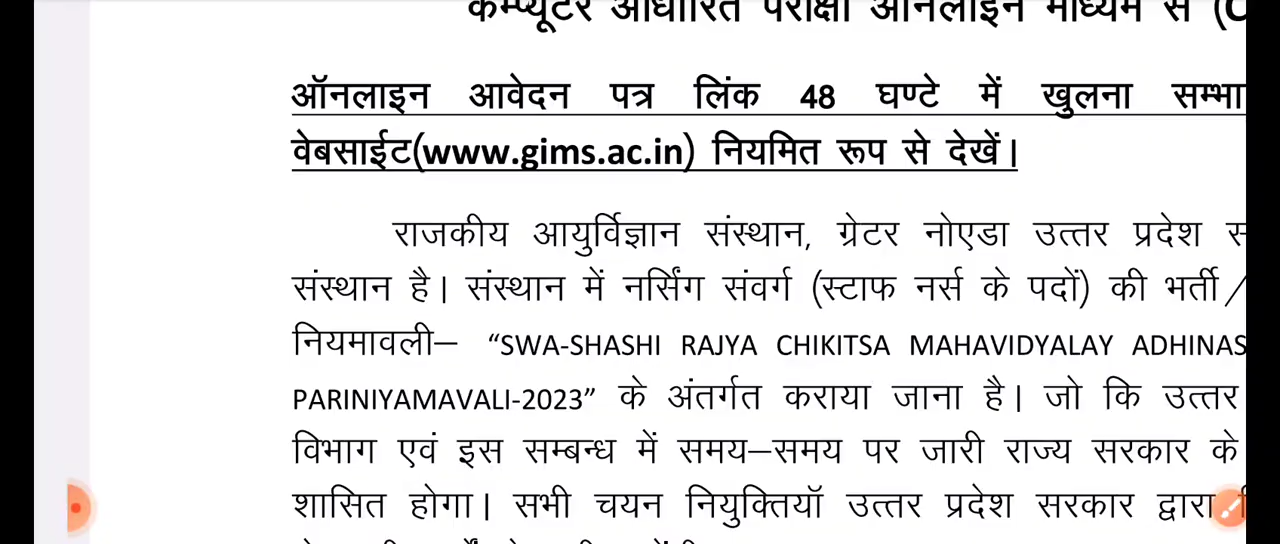 कम्प्यूटर आधारित परीक्षा ऑनलाइन माध्यम से (C
ऑनलाइन आवेदन पत्र लिंक 48 घण्टे में खुलना सम्भा
वेबसाईट(www.gims.ac.in) नियमित रूप से देखें।
राजकीय आयुर्विज्ञान संस्थान, ग्रेटर नोएडा उत्तर प्रदेश स
संस्थान है। संस्थान में नर्सिंग संवर्ग (स्टाफ नर्स के पदों) की भर्ती/
नियमावली– “SWA-SHASHI RAJYA CHIKITSA MAHAVIDYALAY ADHINAS
PARINIYAMAVALI-2023” के अंतर्गत कराया जाना है। जो कि उत्तर
विभाग एवं इस सम्बन्ध में समय–समय पर जारी राज्य सरकार के
शासित होगा। सभी चयन नियुक्तियॉ उत्तर प्रदेश सरकार द्वारा